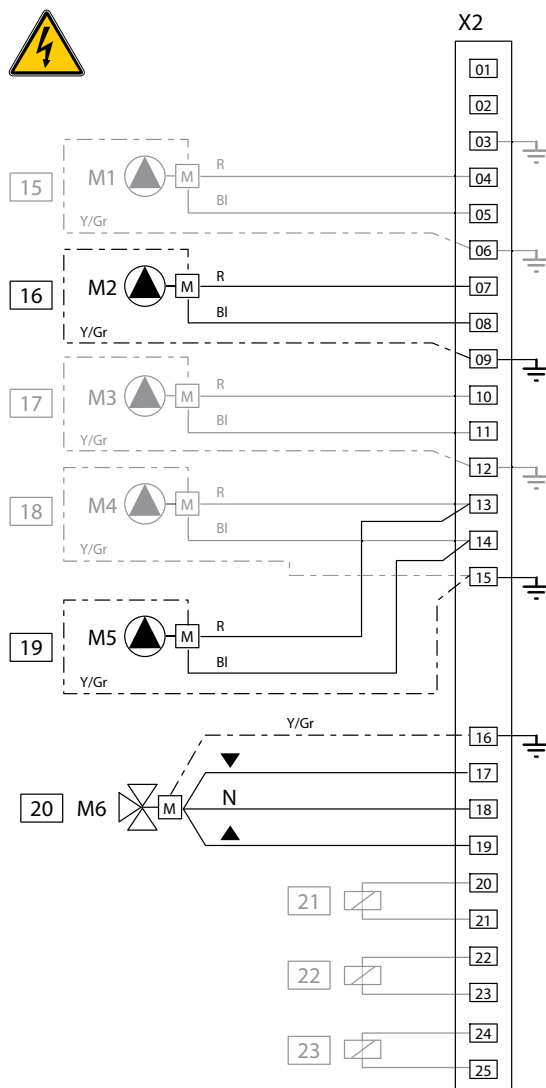 X2
01
02
03
R
15 M1 M 04
Bl 05
Y/Gr 06
R
16 M2 M 07
Bl 08
Y/Gr 09
R
17 M3 M 10
Bl 11
Y/Gr 12
R
18 M4 M 13
Bl 14
Y/Gr 15
R
19 M5 M
Bl
Y/Gr
Y/Gr 16
17
20 M6 M N 18
19
20
21
21
22
22
23
24
23
25